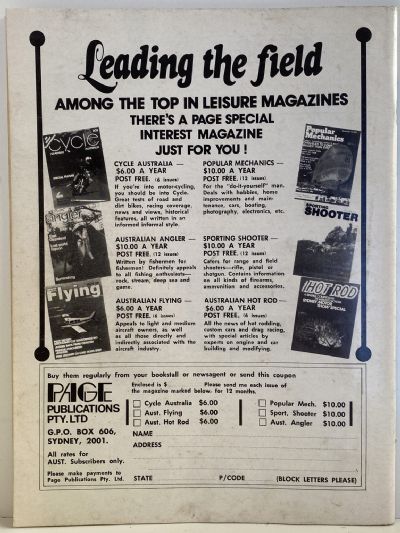 Leading the field
AMONG THE TOP IN LEISURE MAGAZINES
THERE'S A PAGE SPECIAL
INTEREST MAGAZINE
JUST FOR YOU !
cycle
CYCLE AUSTRALIA —
$6.00 A YEAR
POST FREE. (6 issues)
If you're into motor-cycling,
you should be into Cycle.
Great tests of road and
dirt bikes, racing coverage,
news and views, historical
features, all written in an
informed informal style.
POPULAR MECHANICS —
$10.00 A YEAR
POST FREE. (12 issues)
For the "do-it-yourself" man.
Deals with hobbies, home
improvements and main-
tenance, cars, boating,
photography, electronics, etc.
Popular
Mechanics
Angler
AUSTRALIAN ANGLER —
$10.00 A YEAR
POST FREE. (12 issues)
Written by fishermen for
fishermen! Definitely appeals
to all fishing enthusiasts—
rock, stream, deep sea and
game.
SPORTING SHOOTER —
$10.00 A YEAR
POST FREE. (12 issues)
Caters for range and field
shooters—rifle, pistol or
shotgun. Contains information
on all kinds of firearms,
ammunition and accessories.
SPORTING
SHOOTER
Flying
AUSTRALIAN FLYING —
$6.00 A YEAR
POST FREE. (6 issues)
Appeals to light and medium
aircraft owners, as well
as all those directly and
indirectly associated with the
aircraft industry.
AUSTRALIAN HOT ROD —
$6.00 A YEAR
POST FREE. (6 issues)
All the news of hot rodding,
custom cars and drag racing,
with special articles by
experts on engine and car
building and modifying.
HOT ROD
Buy them regularly from your bookstall or newsagent or send this coupon
PAGE
PUBLICATIONS
PTY. LTD
G.P.O. BOX 606,
SYDNEY, 2001.
All rates for
AUST. Subscribers only.
Please make payments to
Page Publications Pty. Ltd.
Enclosed is $ Please send me each issue of
the magazine marked below. for 12 months.
Cycle Australia $6.00
Aust. Flying $6.00
Aust. Hot Rod $6.00
Popular Mech. $10.00
Sport. Shooter $10.00
Aust. Angler $10.00
NAME
ADDRESS
STATE P/CODE (BLOCK LETTERS PLEASE)